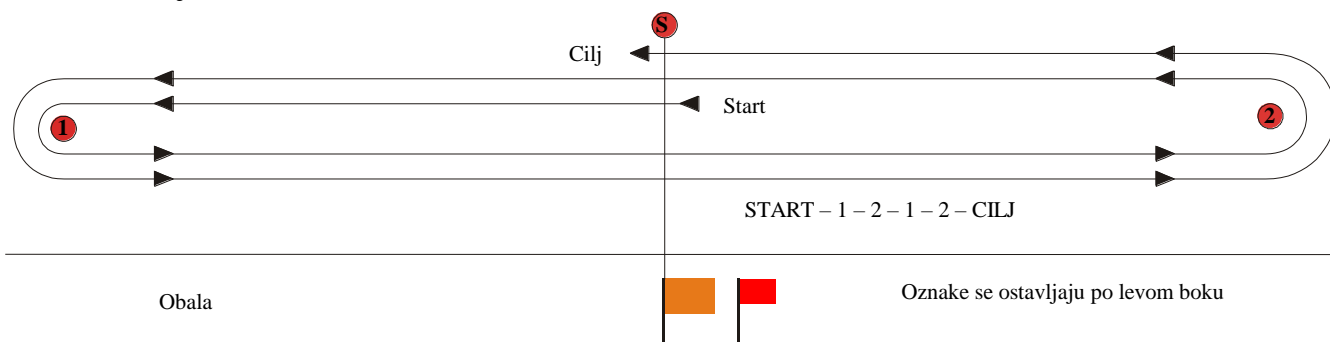 S
Cilj
Start
1
2
START – 1 – 2 – 1 – 2 – CILJ
Obala
Oznake se ostavljaju po levom boku